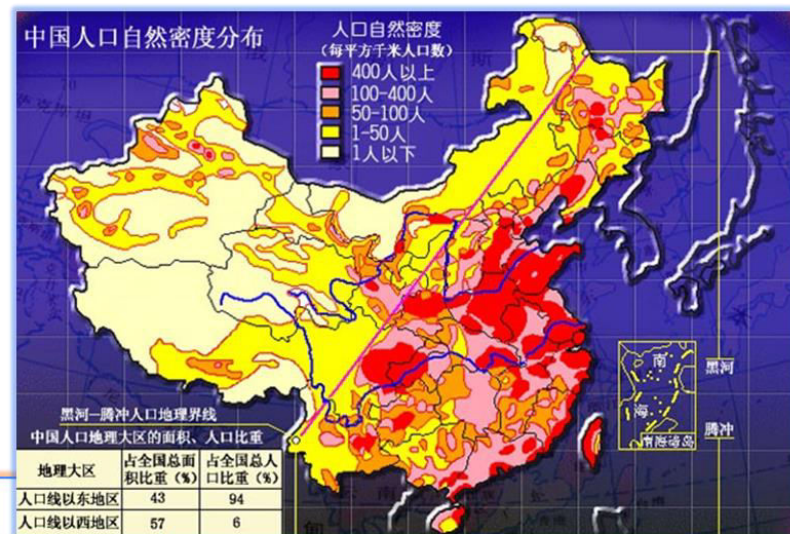 中国人口自然密度分布
人口自然密度
(每平方千米人口数)
400人以上
100-400人
50-100人
1-50人
1人以下
斯
黑河
腾冲
南
海
南海诸岛
黑河—腾冲人口地理界线
中国人口地理大区的面积、人口比重
地理大区 占全国总面积比重(%) 占全国总人口比重(%)
人口线以东地区 43 94
人口线以西地区 57 6